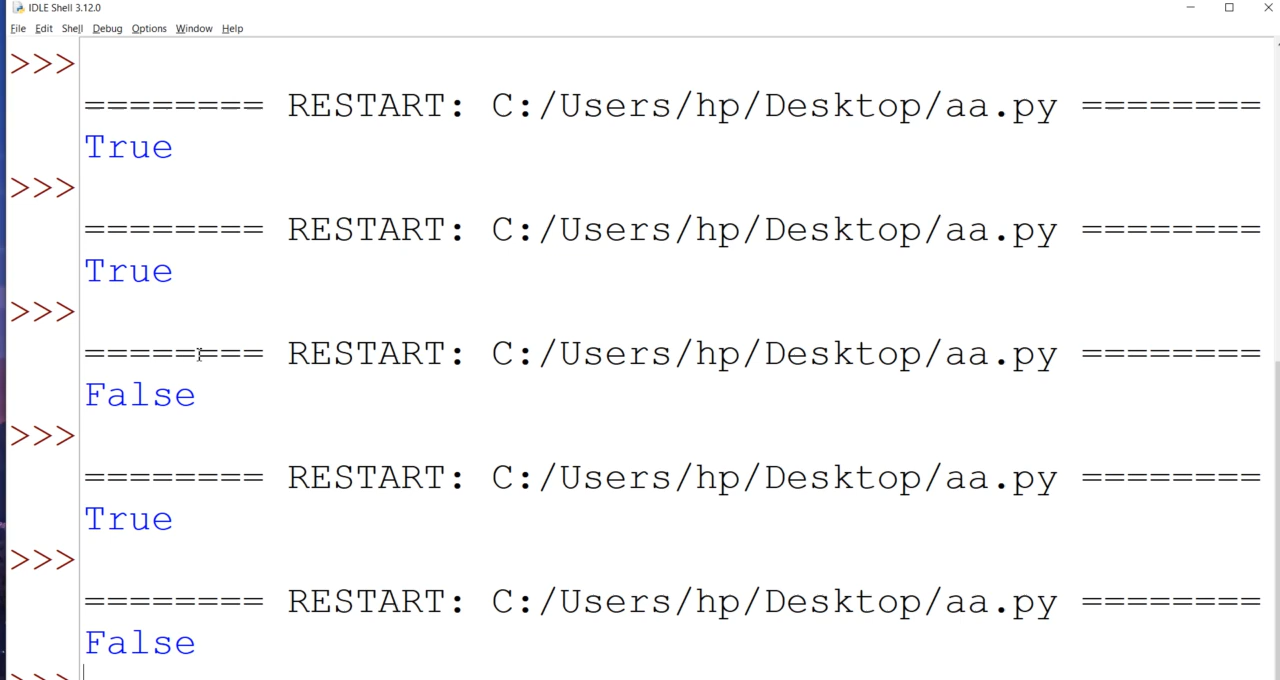 IDLE Shell 3.12.0
File Edit Shell Debug Options Window Help
>>>
======== RESTART: C:/Users/hp/Desktop/aa.py ========
True
>>>
======== RESTART: C:/Users/hp/Desktop/aa.py ========
True
>>>
======== RESTART: C:/Users/hp/Desktop/aa.py ========
False
>>>
======== RESTART: C:/Users/hp/Desktop/aa.py ========
True
>>>
======== RESTART: C:/Users/hp/Desktop/aa.py ========
False
>>>